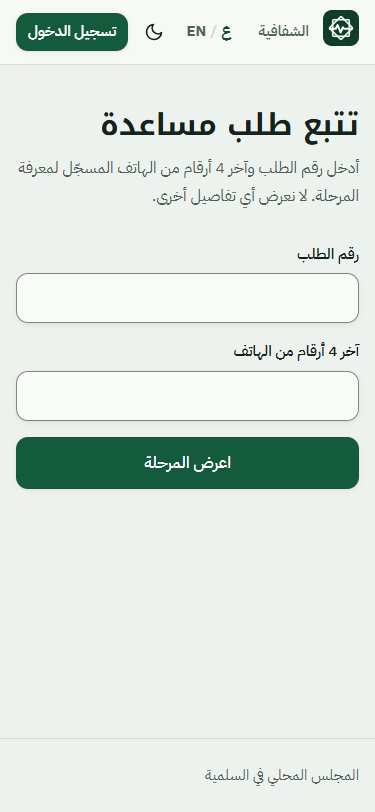 الشفافية
ع / EN
تسجيل الدخول
تتبع طلب مساعدة
أدخل رقم الطلب وآخر 4 أرقام من الهاتف المسجّل لمعرفة
المرحلة. لا نعرض أي تفاصيل أخرى.
رقم الطلب
آخر 4 أرقام من الهاتف
اعرض المرحلة
المجلس المحلي في السلمية